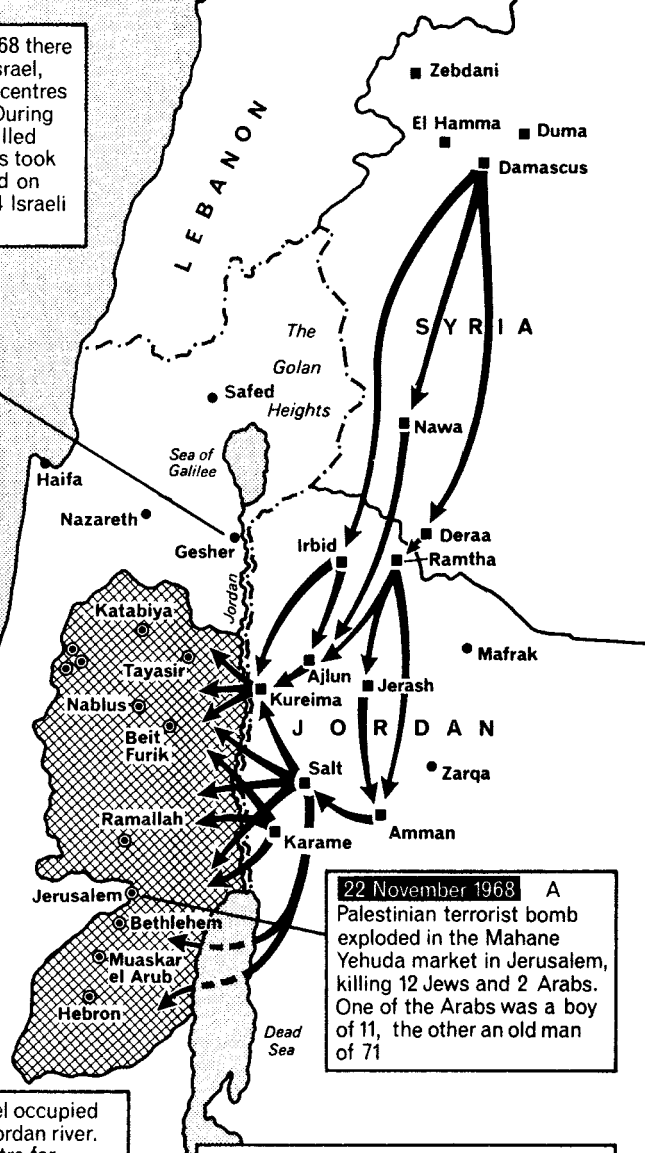 68 there
srael,
centres
During
lled
s took
d on
4 Israeli
LEBANON
Zebdani
El Hamma
Duma
Damascus
SYRIA
The
Golan
Heights
Safed
Nawa
Sea of
Galilee
Haifa
Nazareth
Gesher
Deraa
Irbid
Ramtha
Jordan
Katabiya
Tayasir
Ajlun
Mafrak
Kureima
Jerash
Nablus
JORDAN
Beit
Furik
Salt
Zarqa
Ramallah
Karame
Amman
Jerusalem
22 November 1968 A
Palestinian terrorist bomb
exploded in the Mahane
Yehuda market in Jerusalem,
killing 12 Jews and 2 Arabs.
One of the Arabs was a boy
of 11, the other an old man
of 71
Bethlehem
Muaskar
el Arub
Hebron
Dead
Sea
el occupied
ordan river.